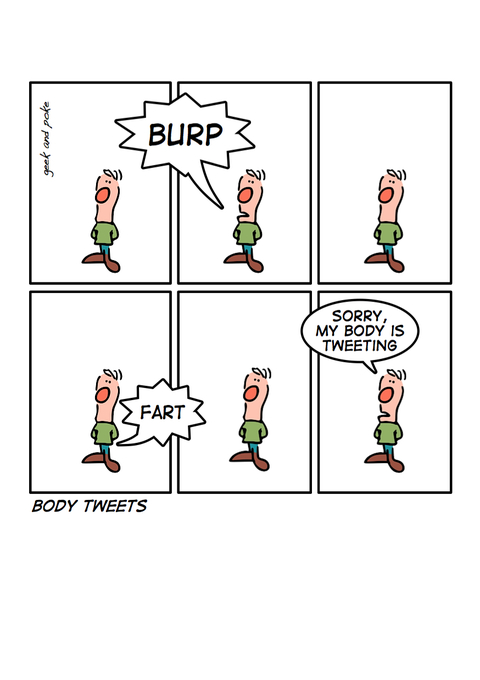 geek and poke
BURP
FART
SORRY,
MY BODY IS
TWEETING
BODY TWEETS